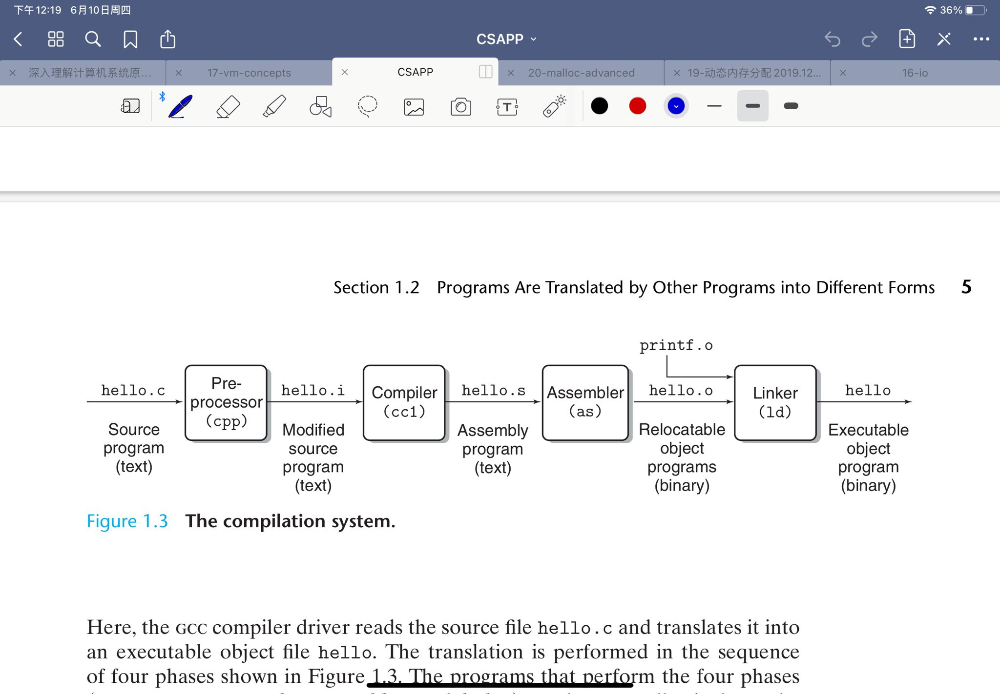 下午12:19 6月10日周四
36%
CSAPP
深入理解计算机系统原...
17-vm-concepts
CSAPP
20-malloc-advanced
19-动态内存分配2019.12...
16-io
a
T
Section 1.2 Programs Are Translated by Other Programs into Different Forms 5
printf.o
hello.c
Pre-
processor
(cpp)
hello.i
Compiler
(cc1)
hello.s
Assembler
(as)
hello.o
Linker
(ld)
hello
Source
program
(text)
Modified
source
program
(text)
Assembly
program
(text)
Relocatable
object
programs
(binary)
Executable
object
program
(binary)
Figure 1.3 The compilation system.
Here, the GCC compiler driver reads the source file hello.c and translates it into
an executable object file hello. The translation is performed in the sequence
of four phases shown in Figure 1.3. The programs that perform the four phases